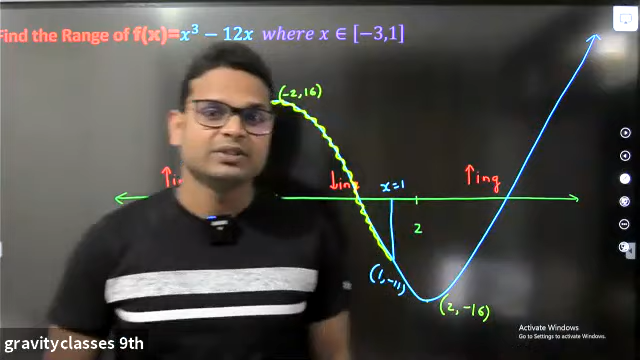 Find the Range of f(x)=x³ − 12x where x ∈ [−3,1]
(-2,16)
↑in
↓ing
x=1
↑ing
2
(1,-11)
(2,-16)
Activate Windows
Go to Settings to activate Windows.
gravityclasses 9th